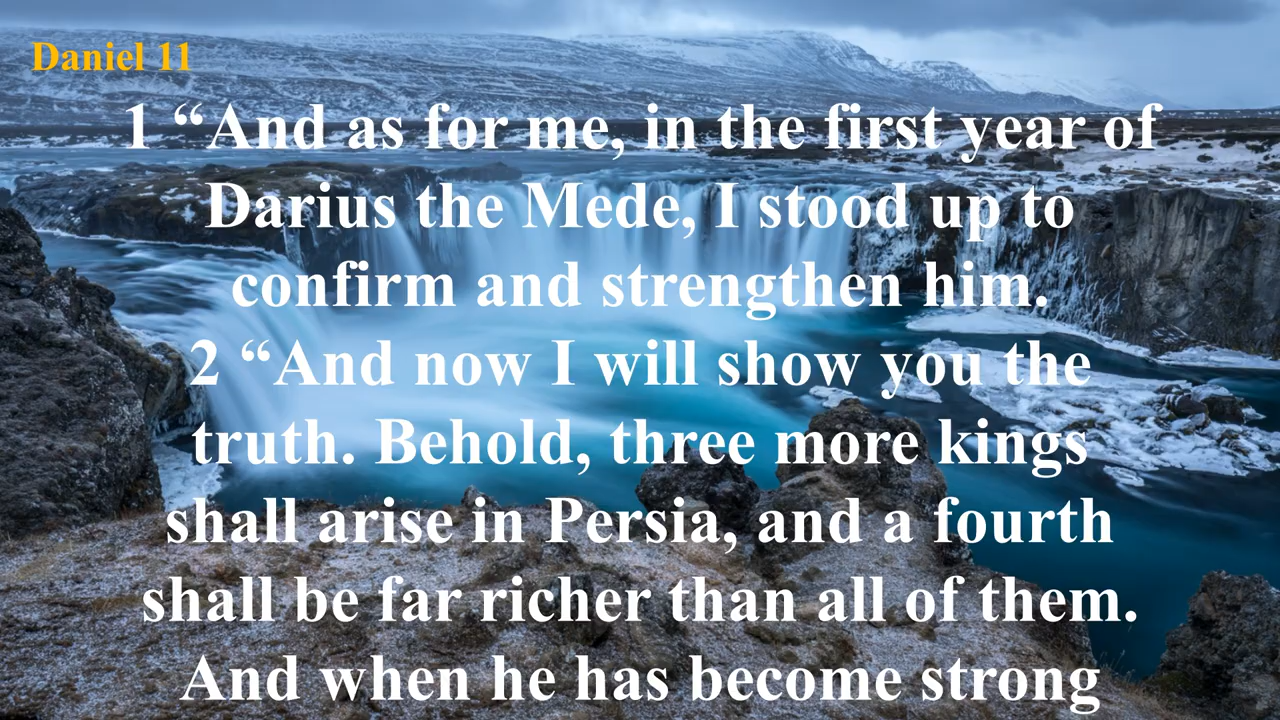 Daniel 11
1 “And as for me, in the first year of
Darius the Mede, I stood up to
confirm and strengthen him.
2 “And now I will show you the
truth. Behold, three more kings
shall arise in Persia, and a fourth
shall be far richer than all of them.
And when he has become strong